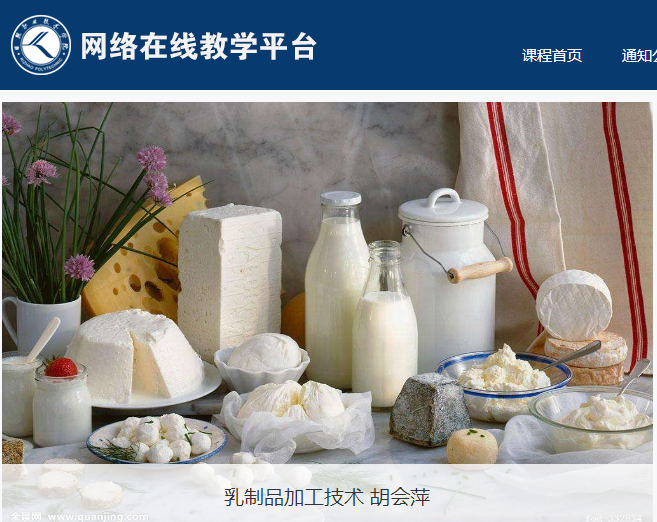 网络在线教学平台
课程首页 通知公
乳制品加工技术 胡会萍
全景网 www.quanjing.com